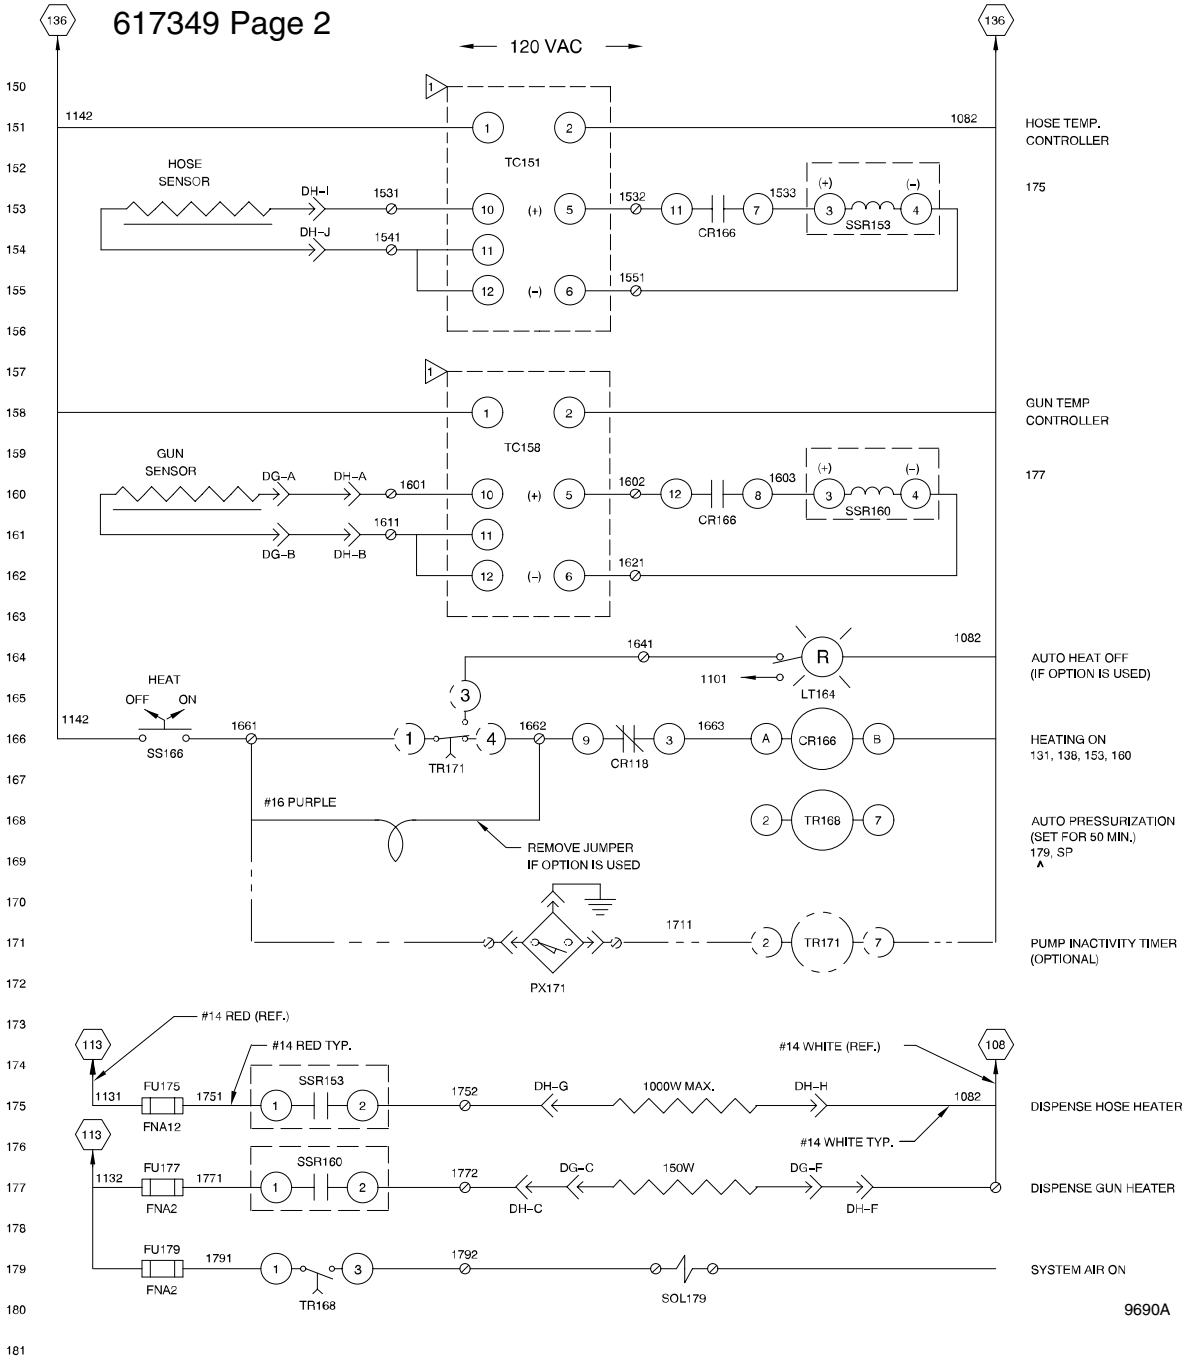 136
617349 Page 2
136
120 VAC
150
1
151
1142
1
2
1082
HOSE TEMP.
CONTROLLER
152
HOSE
SENSOR
TC151
175
153
DH-I
1531
10
(+)
5
1532
11
CR166
7
1533
(+)
3
SSR153
(-)
4
154
DH-J
1541
11
155
12
(-)
6
1551
156
157
1
158
1
2
GUN TEMP
CONTROLLER
159
GUN
SENSOR
TC158
177
160
DG-A
DH-A
1601
10
(+)
5
1602
12
CR166
8
1603
(+)
3
SSR160
(-)
4
161
DG-B
DH-B
1611
11
162
12
(-)
6
1621
163
164
1641
R
1082
AUTO HEAT OFF
(IF OPTION IS USED)
165
HEAT
OFF ON
3
1101
LT164
166
1142
SS166
1661
1
TR171
4
1662
9
CR118
3
1663
A
CR166
B
HEATING ON
131, 138, 153, 160
167
#16 PURPLE
168
2
TR168
7
AUTO PRESSURIZATION
(SET FOR 50 MIN.)
179, SP
^
REMOVE JUMPER
IF OPTION IS USED
169
170
171
PX171
1711
2
TR171
7
PUMP INACTIVITY TIMER
(OPTIONAL)
172
173
#14 RED (REF.)
113
#14 RED TYP.
#14 WHITE (REF.)
108
174
175
1131
FU175
FNA12
1751
SSR153
1
2
1752
DH-G
1000W MAX.
DH-H
1082
DISPENSE HOSE HEATER
176
113
#14 WHITE TYP.
177
1132
FU177
FNA2
1771
SSR160
1
2
1772
DH-C
DG-C
150W
DG-F
DH-F
DISPENSE GUN HEATER
178
179
FU179
FNA2
1791
1
TR168
3
1792
SOL179
SYSTEM AIR ON
180
9690A
181